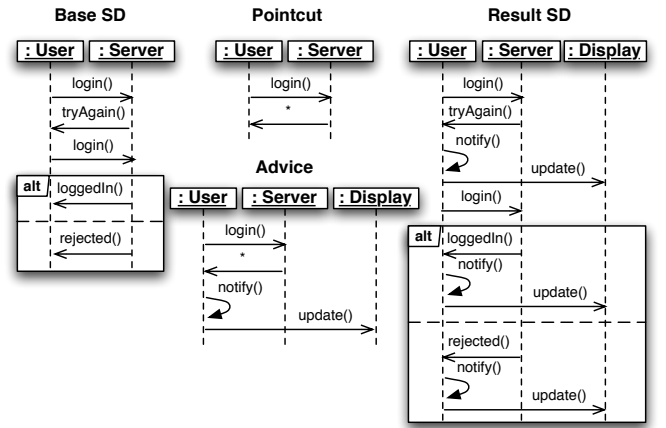 Base SD
: User
: Server
login()
tryAgain()
login()
alt
loggedIn()
rejected()
Pointcut
: User
: Server
login()
*
Advice
: User
: Server
: Display
login()
*
notify()
update()
Result SD
: User
: Server
: Display
login()
tryAgain()
notify()
update()
login()
alt
loggedIn()
notify()
update()
rejected()
notify()
update()